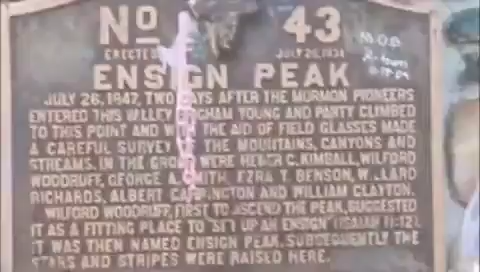 No 43
ERECTED JULY 26, 1934
ENSIGN PEAK
JULY 26, 1847, TWO DAYS AFTER THE MORMON PIONEERS
ENTERED THIS VALLEY BRIGHAM YOUNG AND PARTY CLIMBED
TO THIS POINT AND WITH THE AID OF FIELD GLASSES MADE
A CAREFUL SURVEY OF THE MOUNTAINS, CANYONS AND
STREAMS. IN THE GROUP WERE HEBER C. KIMBALL, WILFORD
WOODRUFF, GEORGE A. SMITH, EZRA T. BENSON, WILLARD
RICHARDS, ALBERT CARRINGTON AND WILLIAM CLAYTON.
WILFORD WOODRUFF, FIRST TO ASCEND THE PEAK, SUGGESTED
IT AS A FITTING PLACE TO "SET UP AN ENSIGN" (ISAIAH 11:12).
IT WAS THEN NAMED ENSIGN PEAK. SUBSEQUENTLY THE
STARS AND STRIPES WERE RAISED HERE.